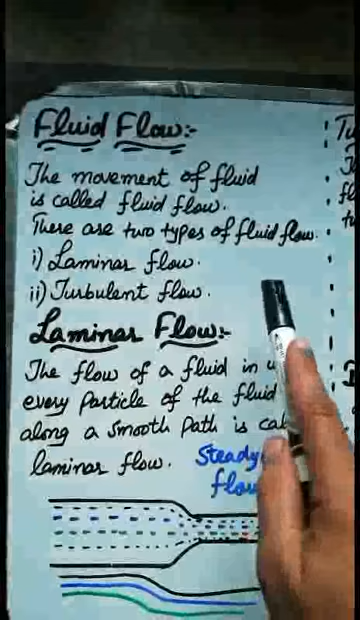 Fluid Flow:-
The movement of fluid
is called fluid flow.
There are two types of fluid flow.
i) Laminar flow.
ii) Turbulent flow.
Laminar Flow:-
The flow of a fluid in
every particle of the fluid
along a smooth path is
laminar flow. Steady